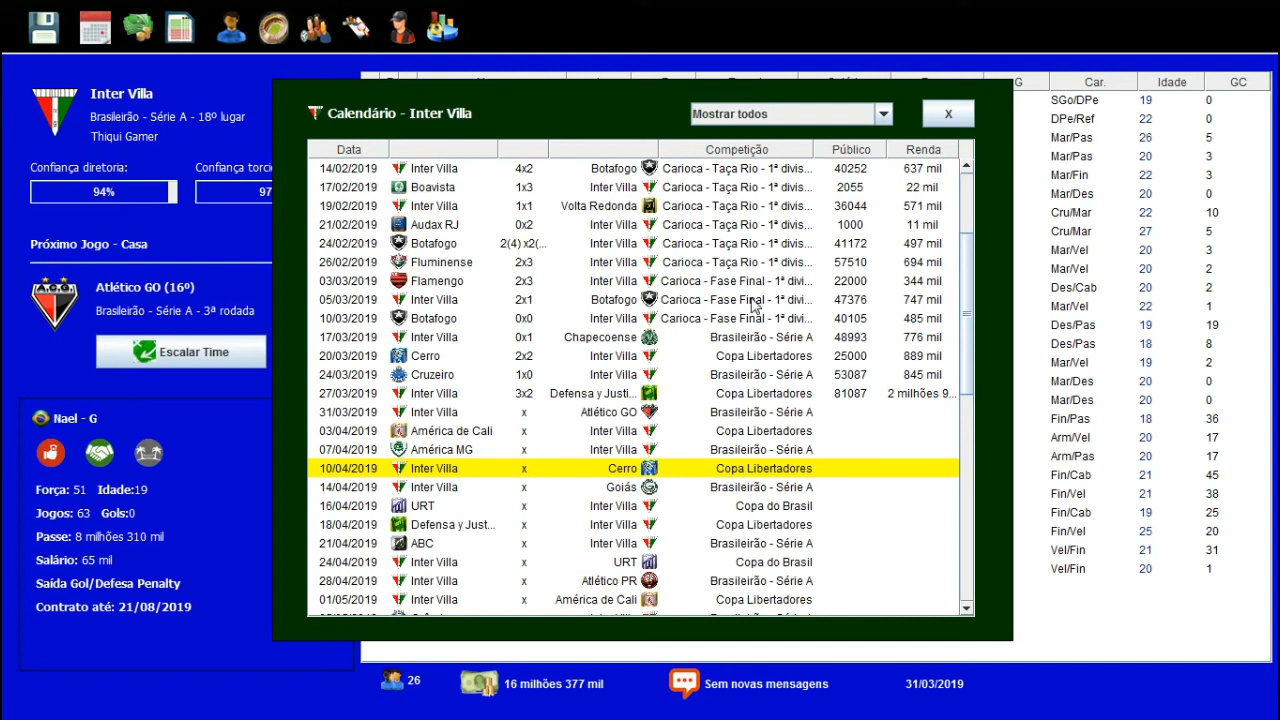 Inter Villa
Brasileirão - Série A - 18º lugar
Thiqui Gamer
Confiança diretoria:
Confiança torci
94%
97
Próximo Jogo - Casa
Atlético GO (16º)
Brasileirão - Série A - 3ª rodada
Escalar Time
Nael - G
Força: 51 Idade:19
Jogos: 63 Gols:0
Passe: 8 milhões 310 mil
Salário: 65 mil
Saída Gol/Defesa Penalty
Contrato até: 21/08/2019
Calendário - Inter Villa
Mostrar todos
X
Data Competição Público Renda
14/02/2019 Inter Villa 4x2 Botafogo Carioca - Taça Rio - 1ª divis... 40252 637 mil
17/02/2019 Boavista 1x3 Inter Villa Carioca - Taça Rio - 1ª divis... 2055 22 mil
19/02/2019 Inter Villa 1x1 Volta Redonda Carioca - Taça Rio - 1ª divis... 36044 571 mil
21/02/2019 Audax RJ 0x2 Inter Villa Carioca - Taça Rio - 1ª divis... 1000 11 mil
24/02/2019 Botafogo 2(4) x2(... Inter Villa Carioca - Taça Rio - 1ª divis... 41172 497 mil
26/02/2019 Fluminense 2x3 Inter Villa Carioca - Taça Rio - 1ª divis... 57510 694 mil
03/03/2019 Flamengo 2x3 Inter Villa Carioca - Fase Final - 1ª divi... 22000 344 mil
05/03/2019 Inter Villa 2x1 Botafogo Carioca - Fase Final - 1ª divi... 47376 747 mil
10/03/2019 Botafogo 0x0 Inter Villa Carioca - Fase Final - 1ª divi... 40105 485 mil
17/03/2019 Inter Villa 0x1 Chapecoense Brasileirão - Série A 48993 776 mil
20/03/2019 Cerro 2x2 Inter Villa Copa Libertadores 25000 889 mil
24/03/2019 Cruzeiro 1x0 Inter Villa Brasileirão - Série A 53087 845 mil
27/03/2019 Inter Villa 3x2 Defensa y Justi... Copa Libertadores 81087 2 milhões 9...
31/03/2019 Inter Villa x Atlético GO Brasileirão - Série A
03/04/2019 América de Cali x Inter Villa Copa Libertadores
07/04/2019 América MG x Inter Villa Brasileirão - Série A
10/04/2019 Inter Villa x Cerro Copa Libertadores
14/04/2019 Inter Villa x Goiás Brasileirão - Série A
16/04/2019 URT x Inter Villa Copa do Brasil
18/04/2019 Defensa y Just... x Inter Villa Copa Libertadores
21/04/2019 ABC x Inter Villa Brasileirão - Série A
24/04/2019 Inter Villa x URT Copa do Brasil
28/04/2019 Inter Villa x Atlético PR Brasileirão - Série A
01/05/2019 Inter Villa x América de Cali Copa Libertadores
G Car. Idade GC
SGo/DPe 19 0
DPe/Ref 22 0
Mar/Pas 26 5
Mar/Pas 20 3
Mar/Fin 22 3
Mar/Des 20 0
Cru/Mar 22 10
Cru/Mar 27 5
Mar/Vel 20 3
Mar/Vel 20 2
Des/Cab 20 2
Mar/Vel 22 1
Des/Pas 19 19
Des/Pas 18 8
Mar/Vel 19 2
Mar/Des 20 0
Mar/Des 20 0
Fin/Pas 18 36
Arm/Vel 20 17
Arm/Pas 20 17
Fin/Cab 21 45
Fin/Vel 21 38
Fin/Cab 19 25
Fin/Vel 25 20
Vel/Fin 21 31
Vel/Fin 20 1
26
16 milhões 377 mil
Sem novas mensagens
31/03/2019